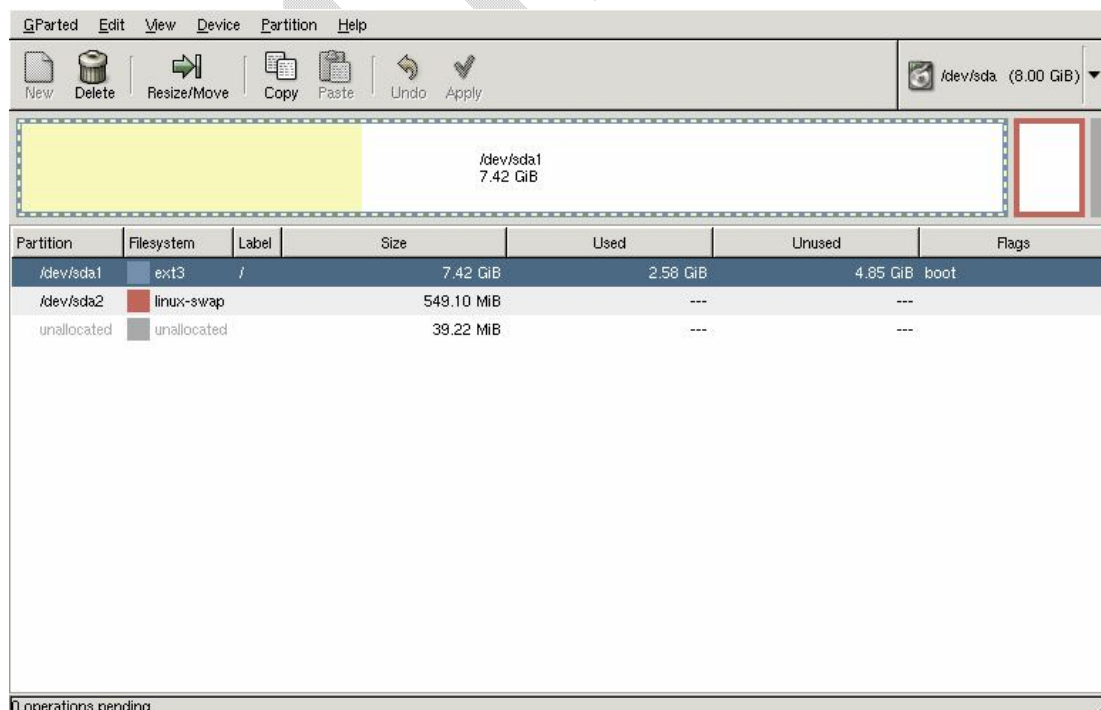 GParted Edit View Device Partition Help
New Delete Resize/Move Copy Paste Undo Apply /dev/sda (8.00 GiB)
/dev/sda1
7.42 GiB
Partition Filesystem Label Size Used Unused Flags
/dev/sda1 ext3 / 7.42 GiB 2.58 GiB 4.85 GiB boot
/dev/sda2 linux-swap 549.10 MiB --- ---
unallocated unallocated 39.22 MiB --- ---
0 operations pending